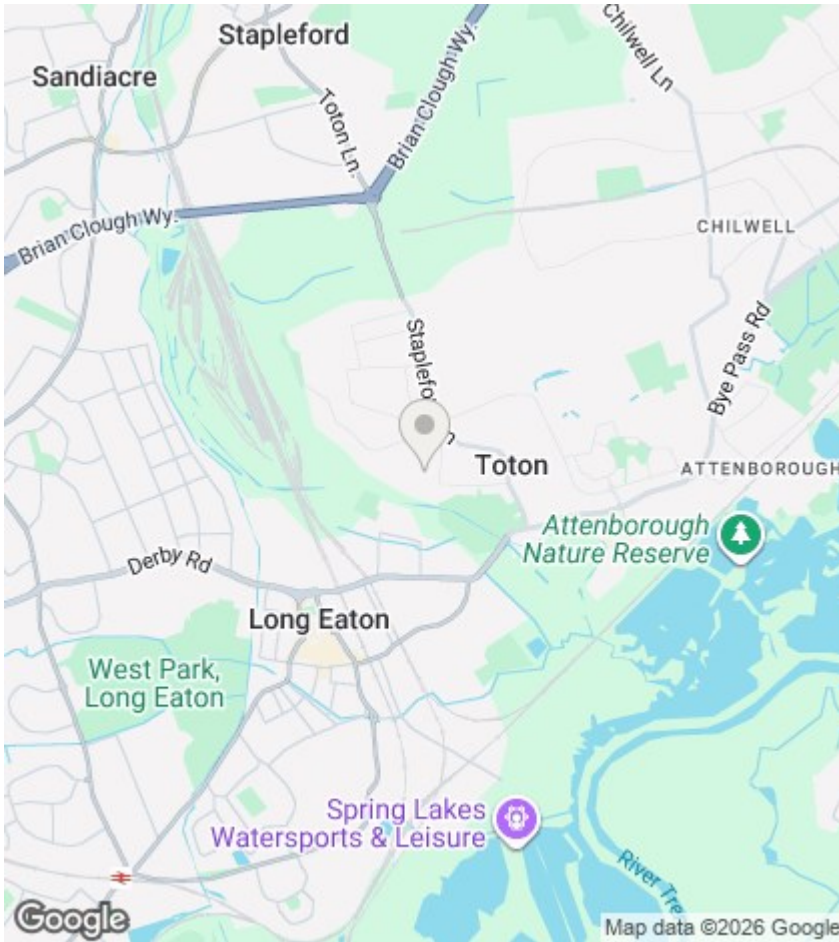 Stapleford
Sandiacre
Chilwell Ln
Toton Ln.
Brian Clough Wy.
Brian Clough Wy.
CHILWELL
Bye Pass Rd
Toton
ATTENBOROUGH
Attenborough
Nature Reserve
Derby Rd
Long Eaton
West Park,
Long Eaton
Spring Lakes
Watersports & Leisure
River
Google
Map data ©2026 Google